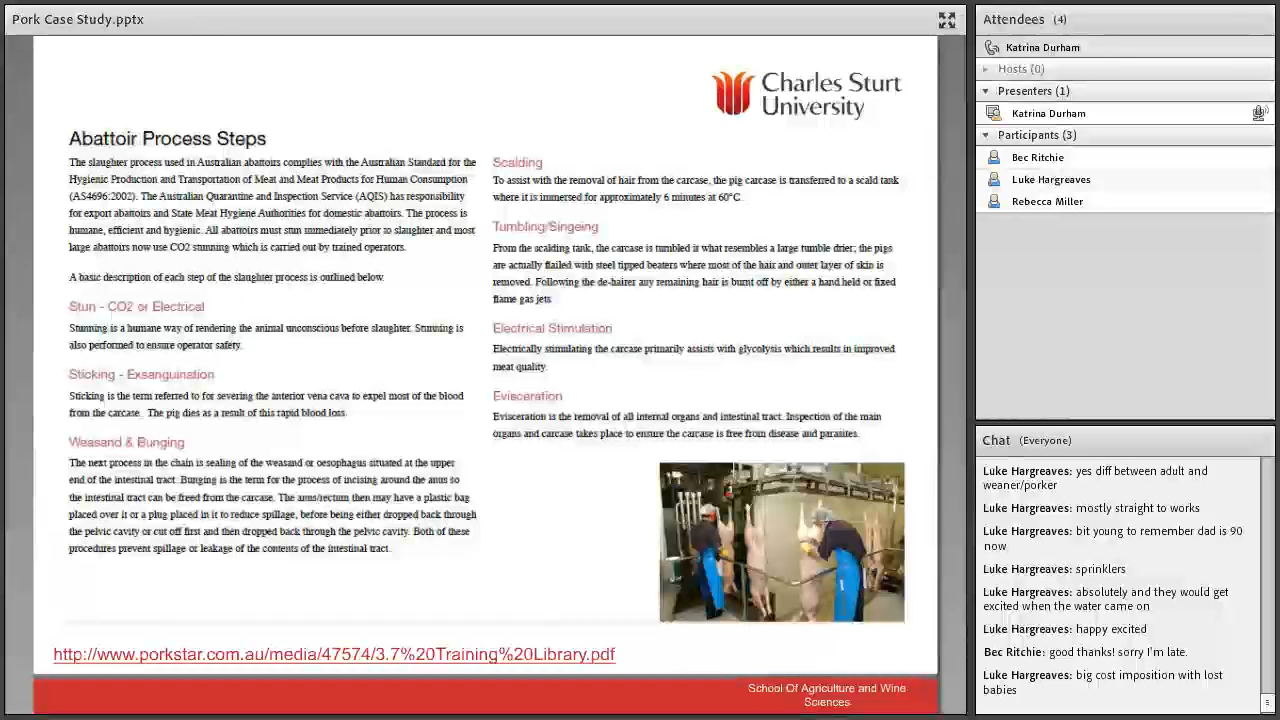 Pork Case Study.pptx
Charles Sturt
University
Abattoir Process Steps
The slaughter process used in Australian abattoirs complies with the Australian Standard for the
Hygienic Production and Transportation of Meat and Meat Products for Human Consumption
(AS4696:2002). The Australian Quarantine and Inspection Service (AQIS) has responsibility
for export abattoirs and State Meat Hygiene Authorities for domestic abattoirs. The process is
humane, efficient and hygienic. All abattoirs must stun immediately prior to slaughter and most
large abattoirs now use CO2 stunning which is carried out by trained operators.
A basic description of each step of the slaughter process is outlined below.
Stun - CO2 or Electrical
Stunning is a humane way of rendering the animal unconscious before slaughter. Stunning is
also performed to ensure operator safety.
Sticking - Exsanguination
Sticking is the term referred to for severing the anterior vena cava to expel most of the blood
from the carcase. The pig dies as a result of this rapid blood loss.
Weasand & Bunging
The next process in the chain is sealing of the weasand or oesophagus situated at the upper
end of the intestinal tract. Bunging is the term for the process of incising around the anus so
the intestinal tract can be freed from the carcase. The anus/rectum then may have a plastic bag
placed over it or a plug placed in it to reduce spillage, before being either dropped back through
the pelvic cavity or cut off first and then dropped back through the pelvic cavity. Both of these
procedures prevent spillage or leakage of the contents of the intestinal tract.
Scalding
To assist with the removal of hair from the carcase, the pig carcase is transferred to a scald tank
where it is immersed for approximately 6 minutes at 60°C.
Tumbling/Singeing
From the scalding tank, the carcase is tumbled it what resembles a large tumble drier; the pigs
are actually flailed with steel tipped beaters where most of the hair and outer layer of skin is
removed. Following the de-hairer any remaining hair is burnt off by either a hand held or fixed
flame gas jets
Electrical Stimulation
Electrically stimulating the carcase primarily assists with glycolysis which results in improved
meat quality.
Evisceration
Evisceration is the removal of all internal organs and intestinal tract. Inspection of the main
organs and carcase takes place to ensure the carcase is free from disease and parasites.
http://www.porkstar.com.au/media/47574/3.7%20Training%20Library.pdf
School Of Agriculture and Wine
Sciences
Attendees (4)
Katrina Durham
Hosts (0)
Presenters (1)
Katrina Durham
Participants (3)
Bec Ritchie
Luke Hargreaves
Rebecca Miller
Chat (Everyone)
Luke Hargreaves: yes diff between adult and
weaner/porker
Luke Hargreaves: mostly straight to works
Luke Hargreaves: bit young to remember dad is 90
now
Luke Hargreaves: sprinklers
Luke Hargreaves: absolutely and they would get
excited when the water came on
Luke Hargreaves: happy excited
Bec Ritchie: good thanks! sorry I'm late.
Luke Hargreaves: big cost imposition with lost
babies